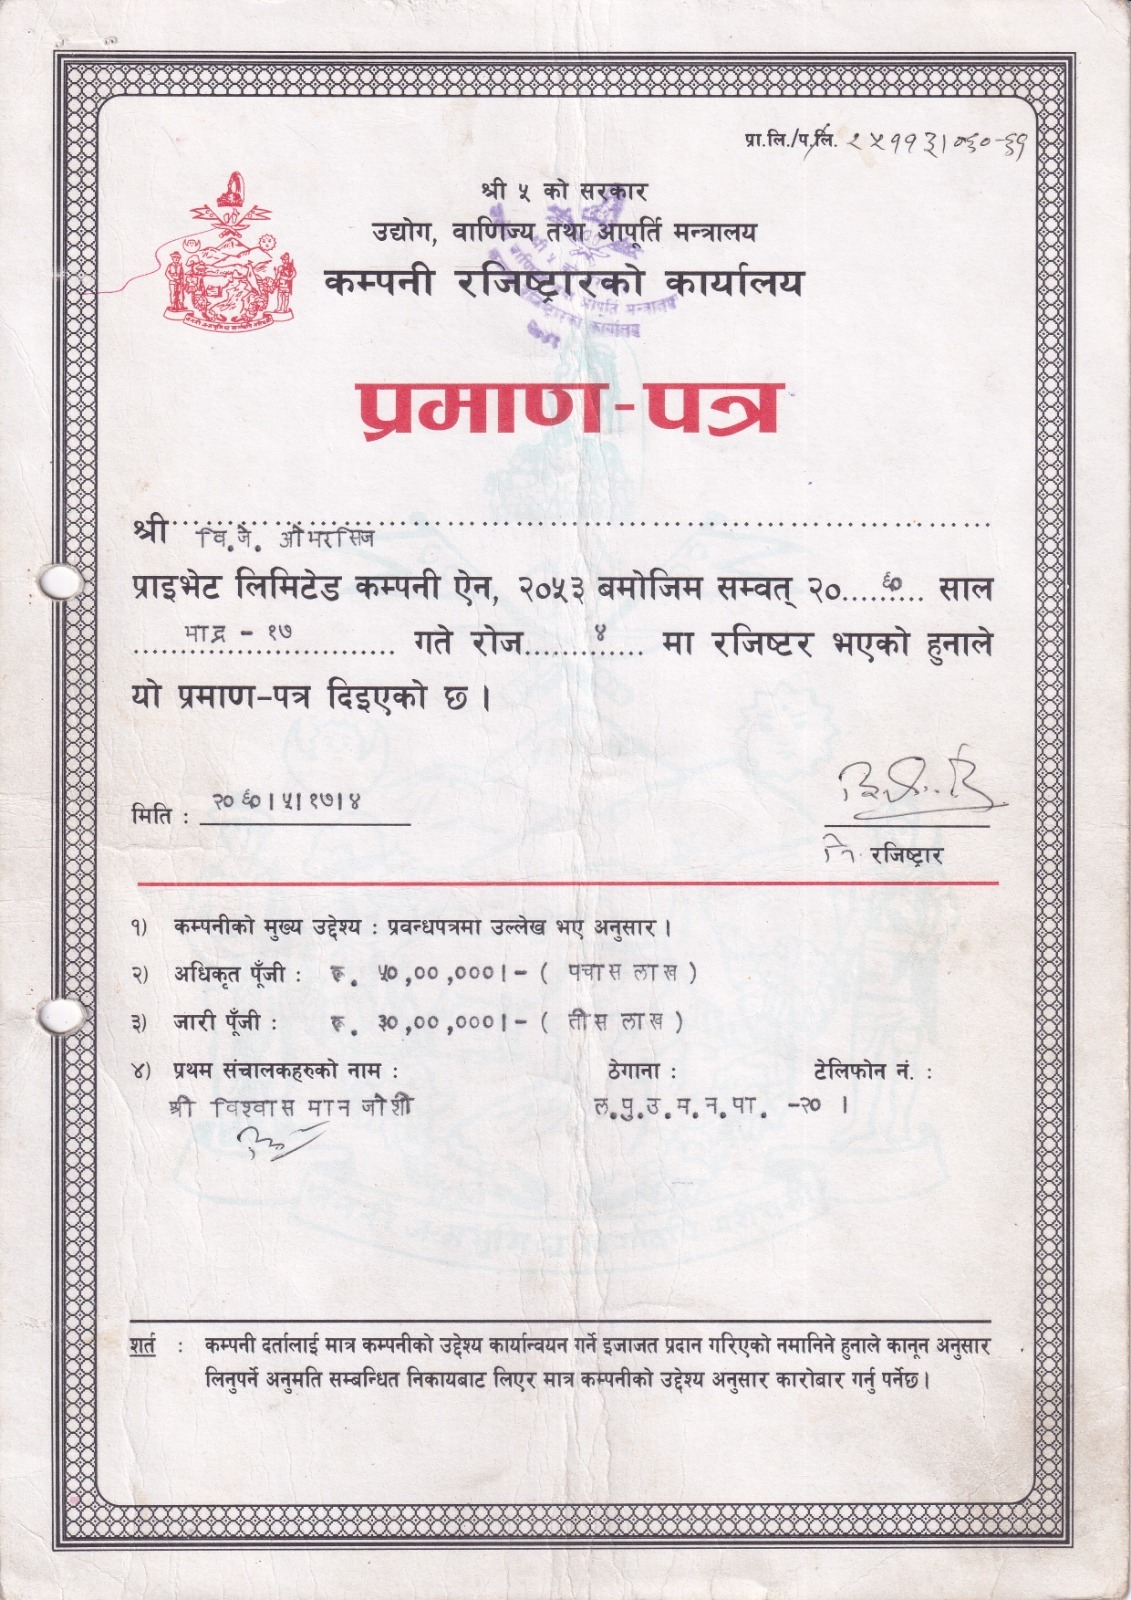 प्रा.लि./प.लि. २५११३।०६०-६१
श्री ५ को सरकार
उद्योग, वाणिज्य तथा आपूर्ति मन्त्रालय
कम्पनी रजिष्ट्रारको कार्यालय
प्रमाण-पत्र
श्री वि.जे. ओभरसिज
प्राइभेट लिमिटेड कम्पनी ऐन, २०५३ बमोजिम सम्वत् २०६० साल
भाद्र - १७ गते रोज ४ मा रजिष्टर भएको हुनाले
यो प्रमाण-पत्र दिइएको छ ।
मिति : २०६०।५।१७।४
नि. रजिष्ट्रार
१) कम्पनीको मुख्य उद्देश्य : प्रवन्धपत्रमा उल्लेख भए अनुसार ।
२) अधिकृत पूँजी : रु. ५०,००,०००।- ( पचास लाख )
३) जारी पूँजी : रु. ३०,००,०००।- ( तीस लाख )
४) प्रथम संचालकहरुको नाम : ठेगाना : टेलिफोन नं. :
श्री विश्वास मान जोशी ल.पु.उ.म.न.पा. -२० ।
शर्त : कम्पनी दर्तालाई मात्र कम्पनीको उद्देश्य कार्यान्वयन गर्ने इजाजत प्रदान गरिएको नमानिने हुनाले कानून अनुसार
लिनुपर्ने अनुमति सम्बन्धित निकायबाट लिएर मात्र कम्पनीको उद्देश्य अनुसार कारोबार गर्नु पर्नेछ ।